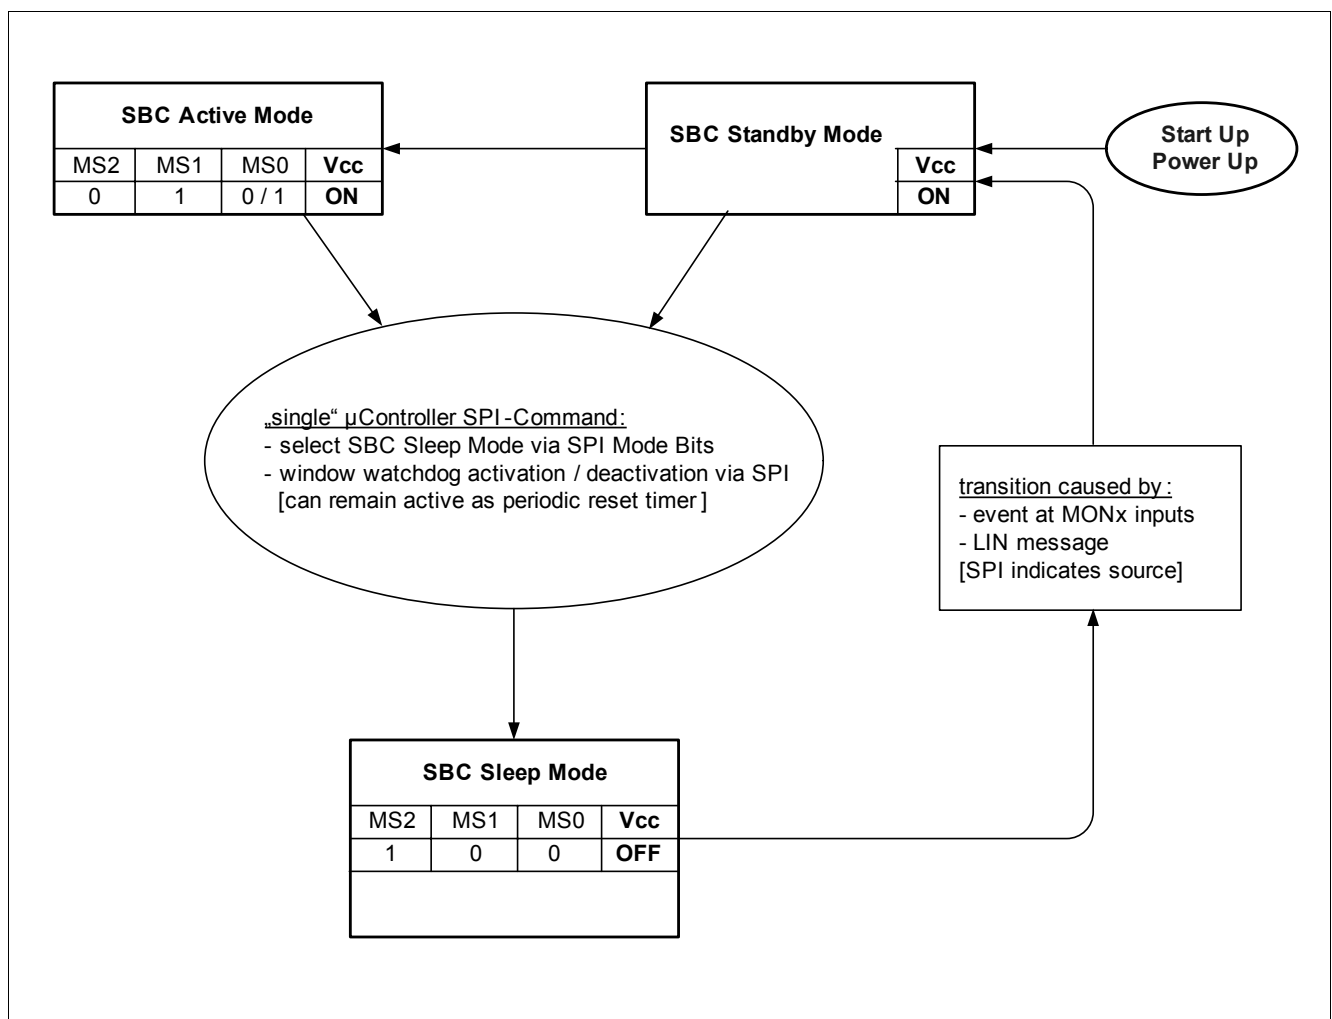 SBC Active Mode
MS2 MS1 MS0 Vcc
0 1 0 / 1 ON
SBC Standby Mode
Vcc
ON
Start Up
Power Up
„single“ µController SPI-Command:
- select SBC Sleep Mode via SPI Mode Bits
- window watchdog activation / deactivation via SPI
[can remain active as periodic reset timer]
transition caused by:
- event at MONx inputs
- LIN message
[SPI indicates source]
SBC Sleep Mode
MS2 MS1 MS0 Vcc
1 0 0 OFF